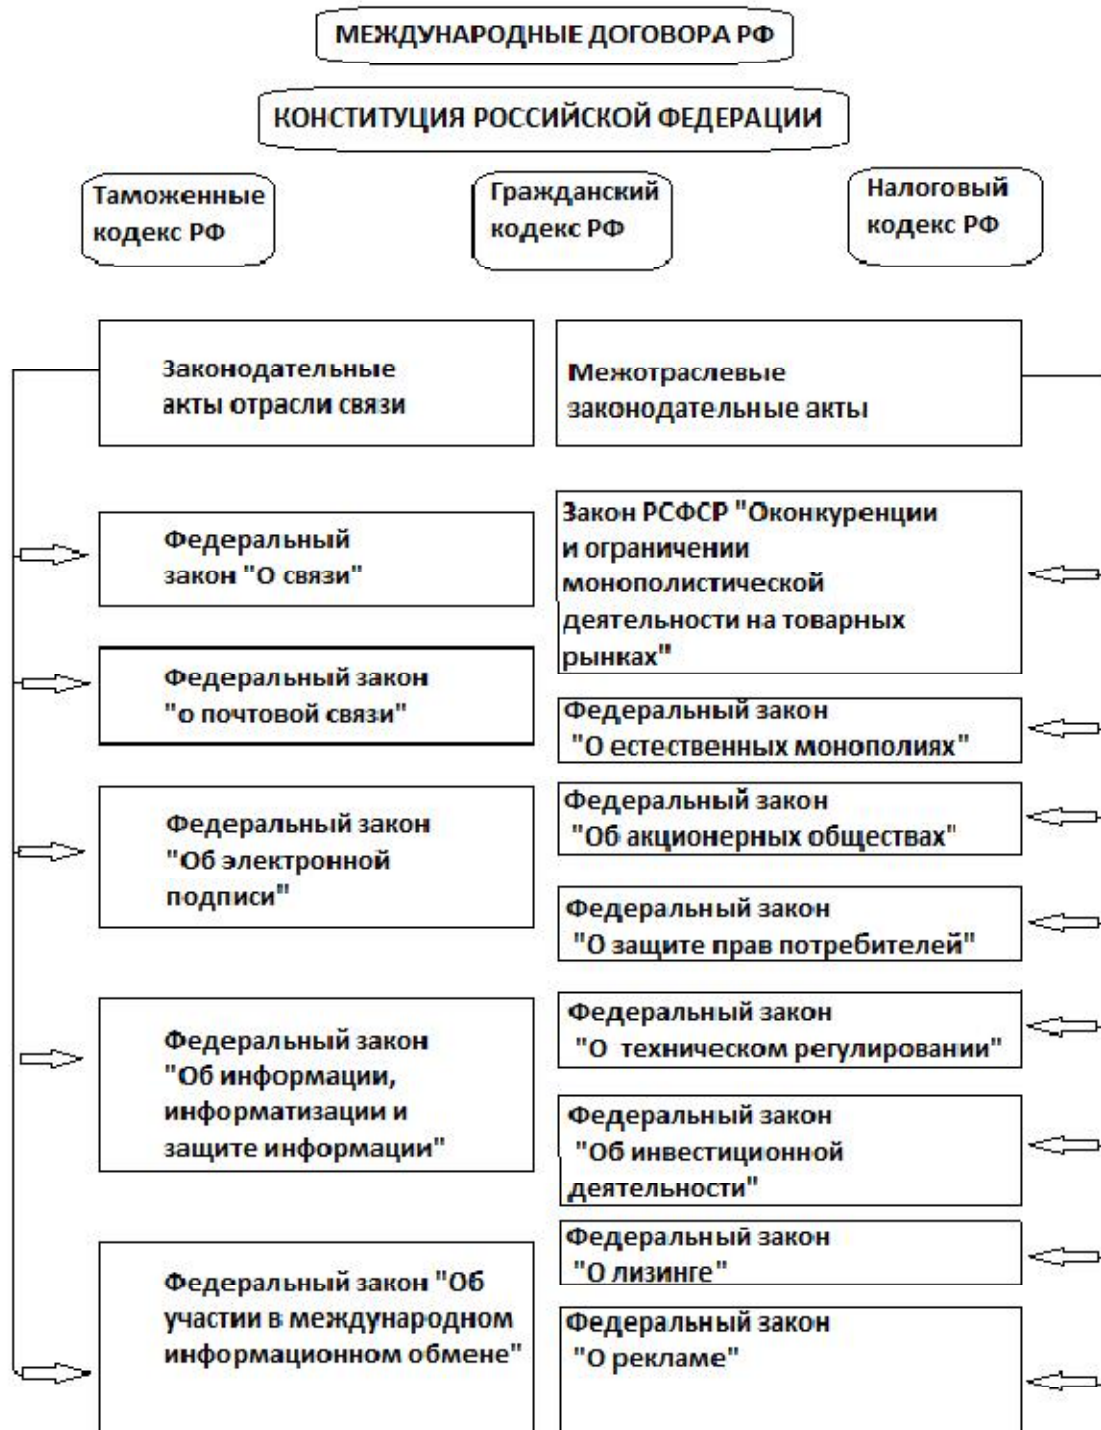 МЕЖДУНАРОДНЫЕ ДОГОВОРА РФ
КОНСТИТУЦИЯ РОССИЙСКОЙ ФЕДЕРАЦИИ
Таможенные
кодекс РФ
Гражданский
кодекс РФ
Налоговый
кодекс РФ
Законодательные
акты отрасли связи
Межотраслевые
законодательные акты
Федеральный
закон "О связи"
Федеральный закон
"о почтовой связи"
Федеральный закон
"Об электронной
подписи"
Федеральный закон
"Об информации,
информатизации и
защите информации"
Федеральный закон "Об
участии в международном
информационном обмене"
Закон РСФСР "Оконкуренции
и ограничении
монополистической
деятельности на товарных
рынках"
Федеральный закон
"О естественных монополиях"
Федеральный закон
"Об акционерных обществах"
Федеральный закон
"О защите прав потребителей"
Федеральный закон
"О техническом регулировании"
Федеральный закон
"Об инвестиционной
деятельности"
Федеральный закон
"О лизинге"
Федеральный закон
"О рекламе"